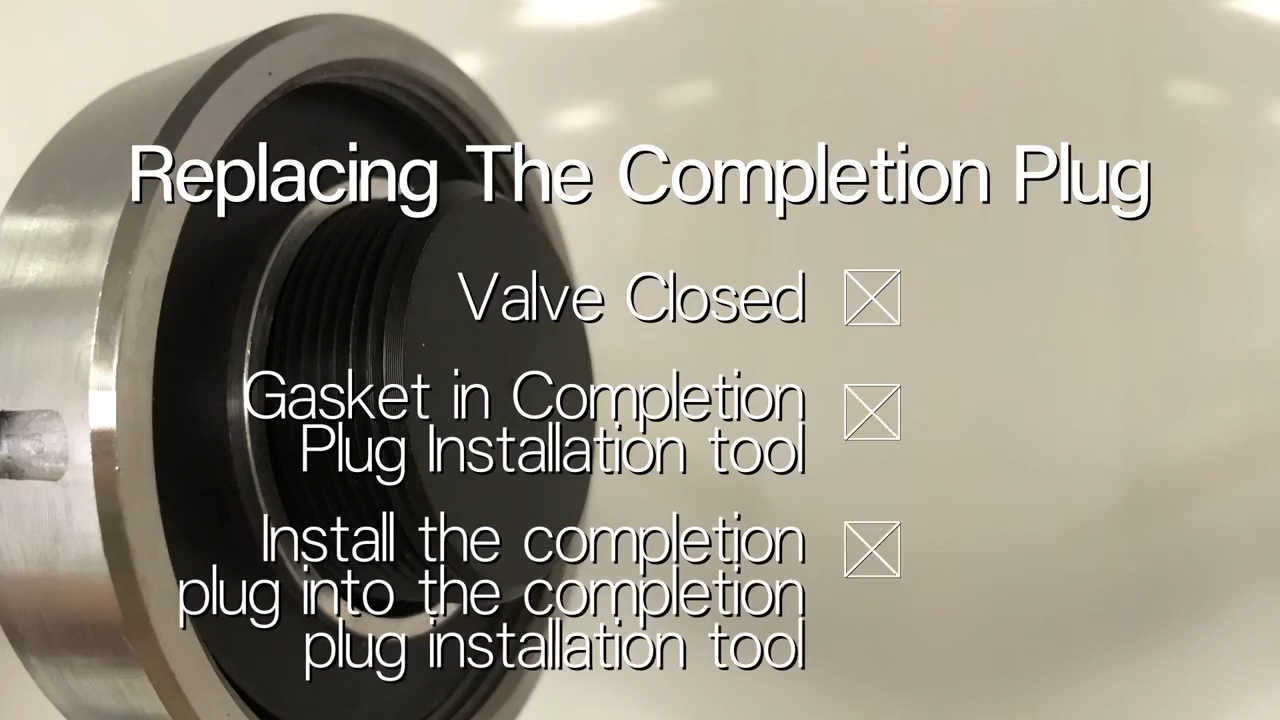 Replacing The Completion Plug
Valve Closed
Gasket in Completion
Plug Installation tool
Install the completion
plug into the completion
plug installation tool